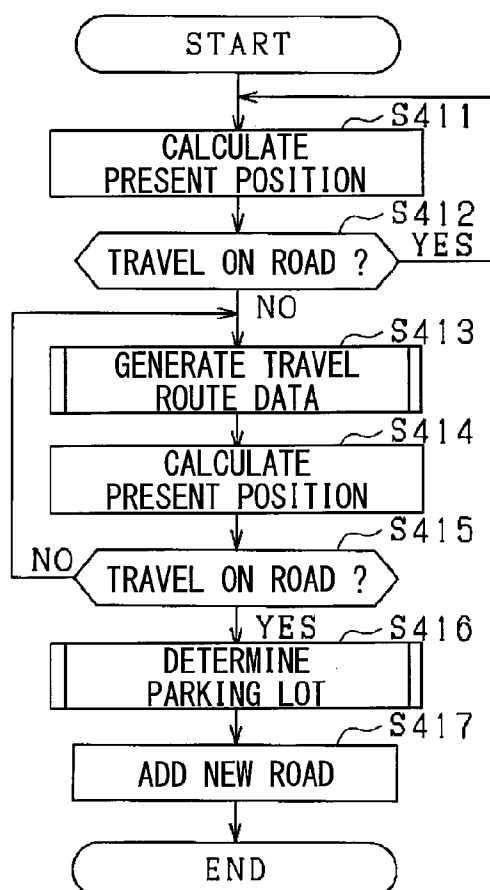 START
S411
CALCULATE
PRESENT POSITION
S412
TRAVEL ON ROAD ?
YES
NO
S413
GENERATE TRAVEL
ROUTE DATA
S414
CALCULATE
PRESENT POSITION
S415
NO
TRAVEL ON ROAD ?
YES
S416
DETERMINE
PARKING LOT
S417
ADD NEW ROAD
END